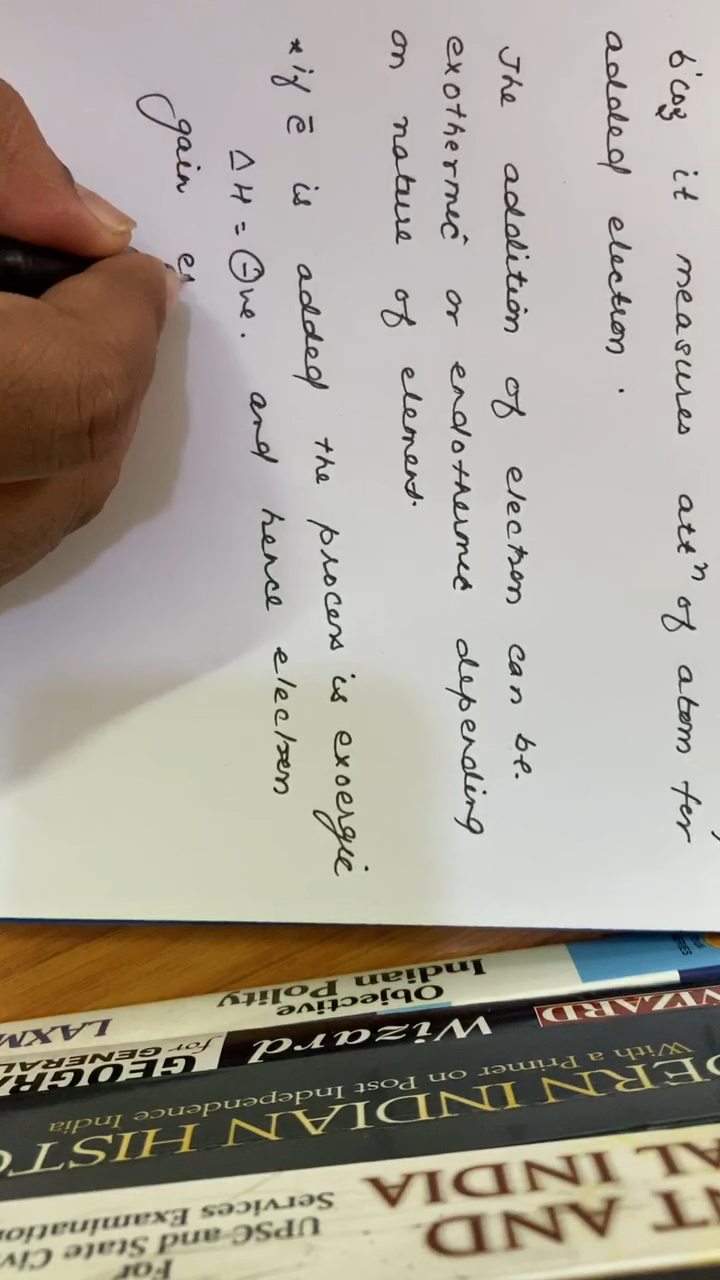 b'coz it measures attⁿ of atom for
added electron.
The addition of electron can be.
exothermic or endothermic depending
on nature of element.
* if ē is added the process is exoergic
ΔH = ⊖ve. and hence electron
gain
Objective
Indian Polity
LAXM
WIZARD
Wizard
for GENERAL
GEOGRA
With a Primer on Post Independence India
DERN INDIAN HISTO
NT AND
AL INDIA
For
UPSC and State Civ
Services Examination